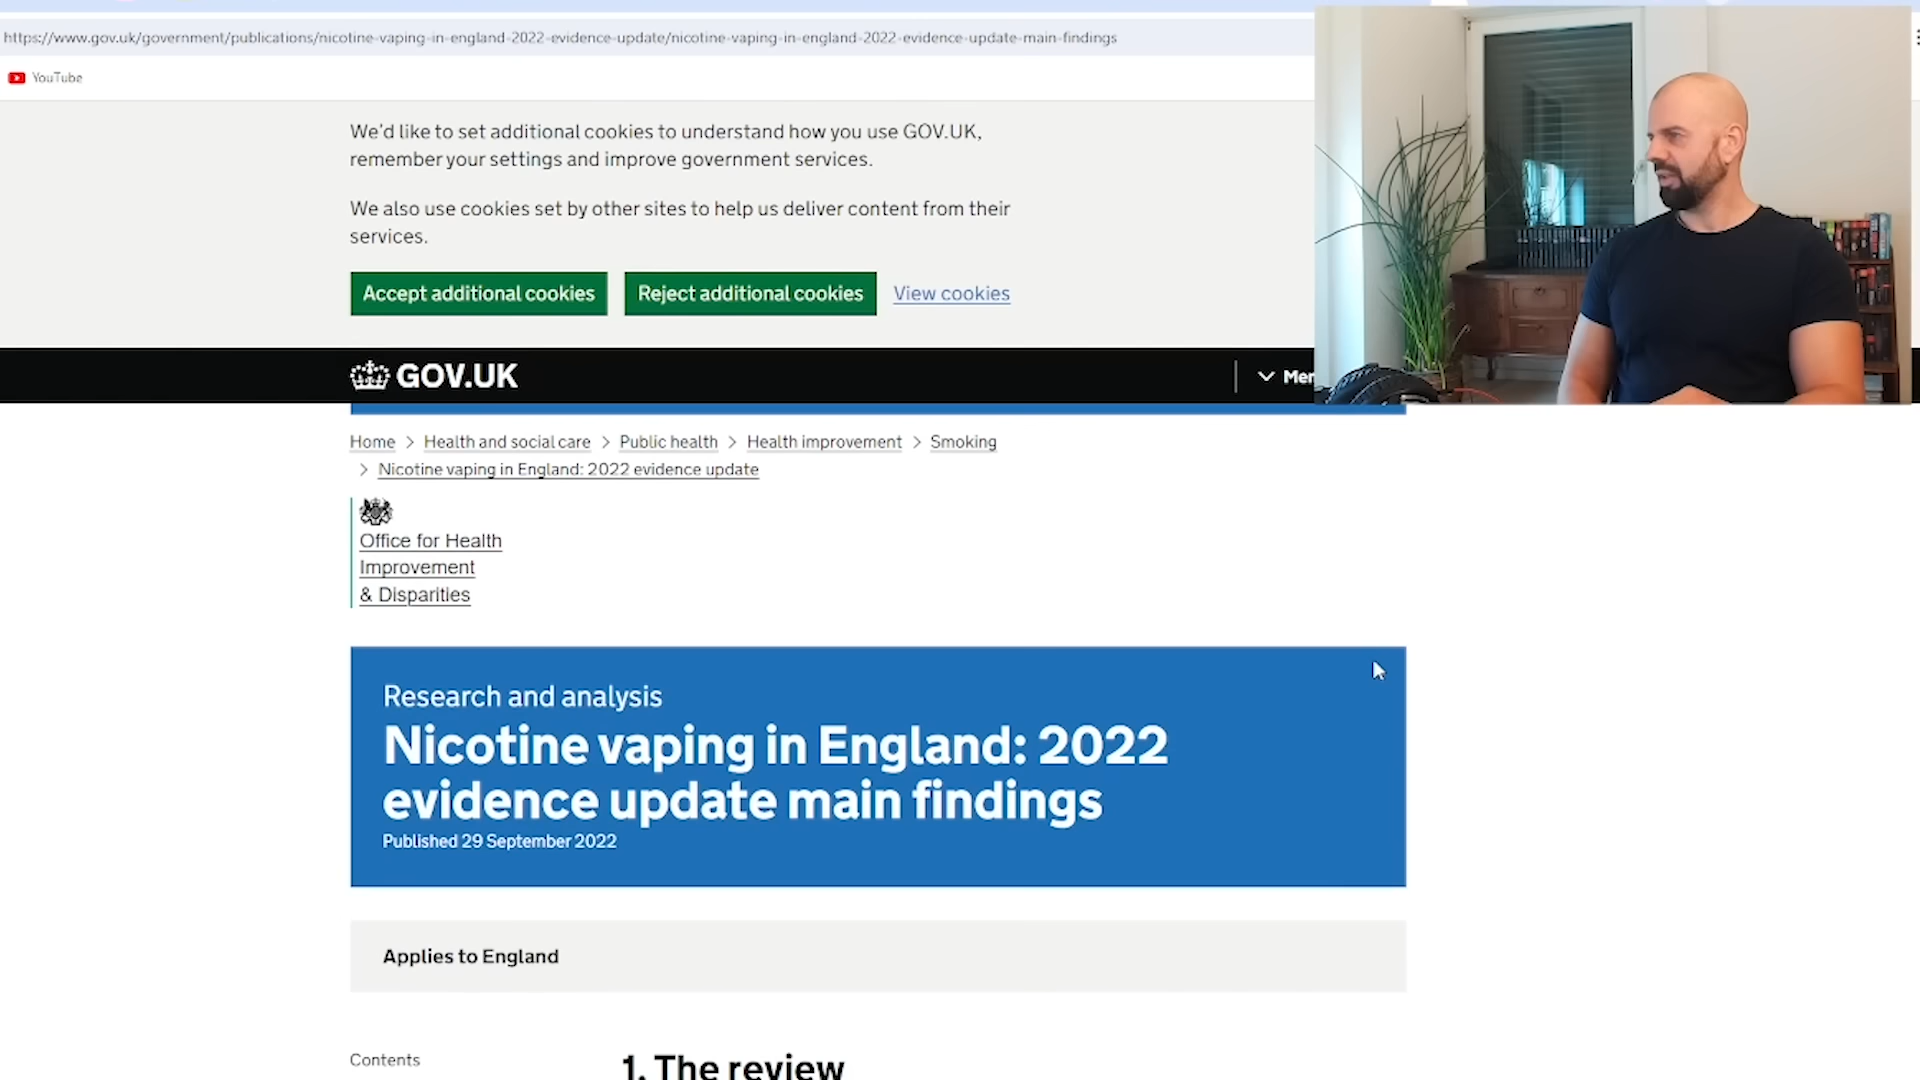 https://www.gov.uk/government/publications/nicotine-vaping-in-england-2022-evidence-update/nicotine-vaping-in-england-2022-evidence-update-main-findings
YouTube
We'd like to set additional cookies to understand how you use GOV.UK,
remember your settings and improve government services.
We also use cookies set by other sites to help us deliver content from their
services.
Accept additional cookies Reject additional cookies View cookies
GOV.UK
Home > Health and social care > Public health > Health improvement > Smoking
> Nicotine vaping in England: 2022 evidence update
Office for Health
Improvement
& Disparities
Research and analysis
Nicotine vaping in England: 2022
evidence update main findings
Published 29 September 2022
Applies to England
Contents
1. The review